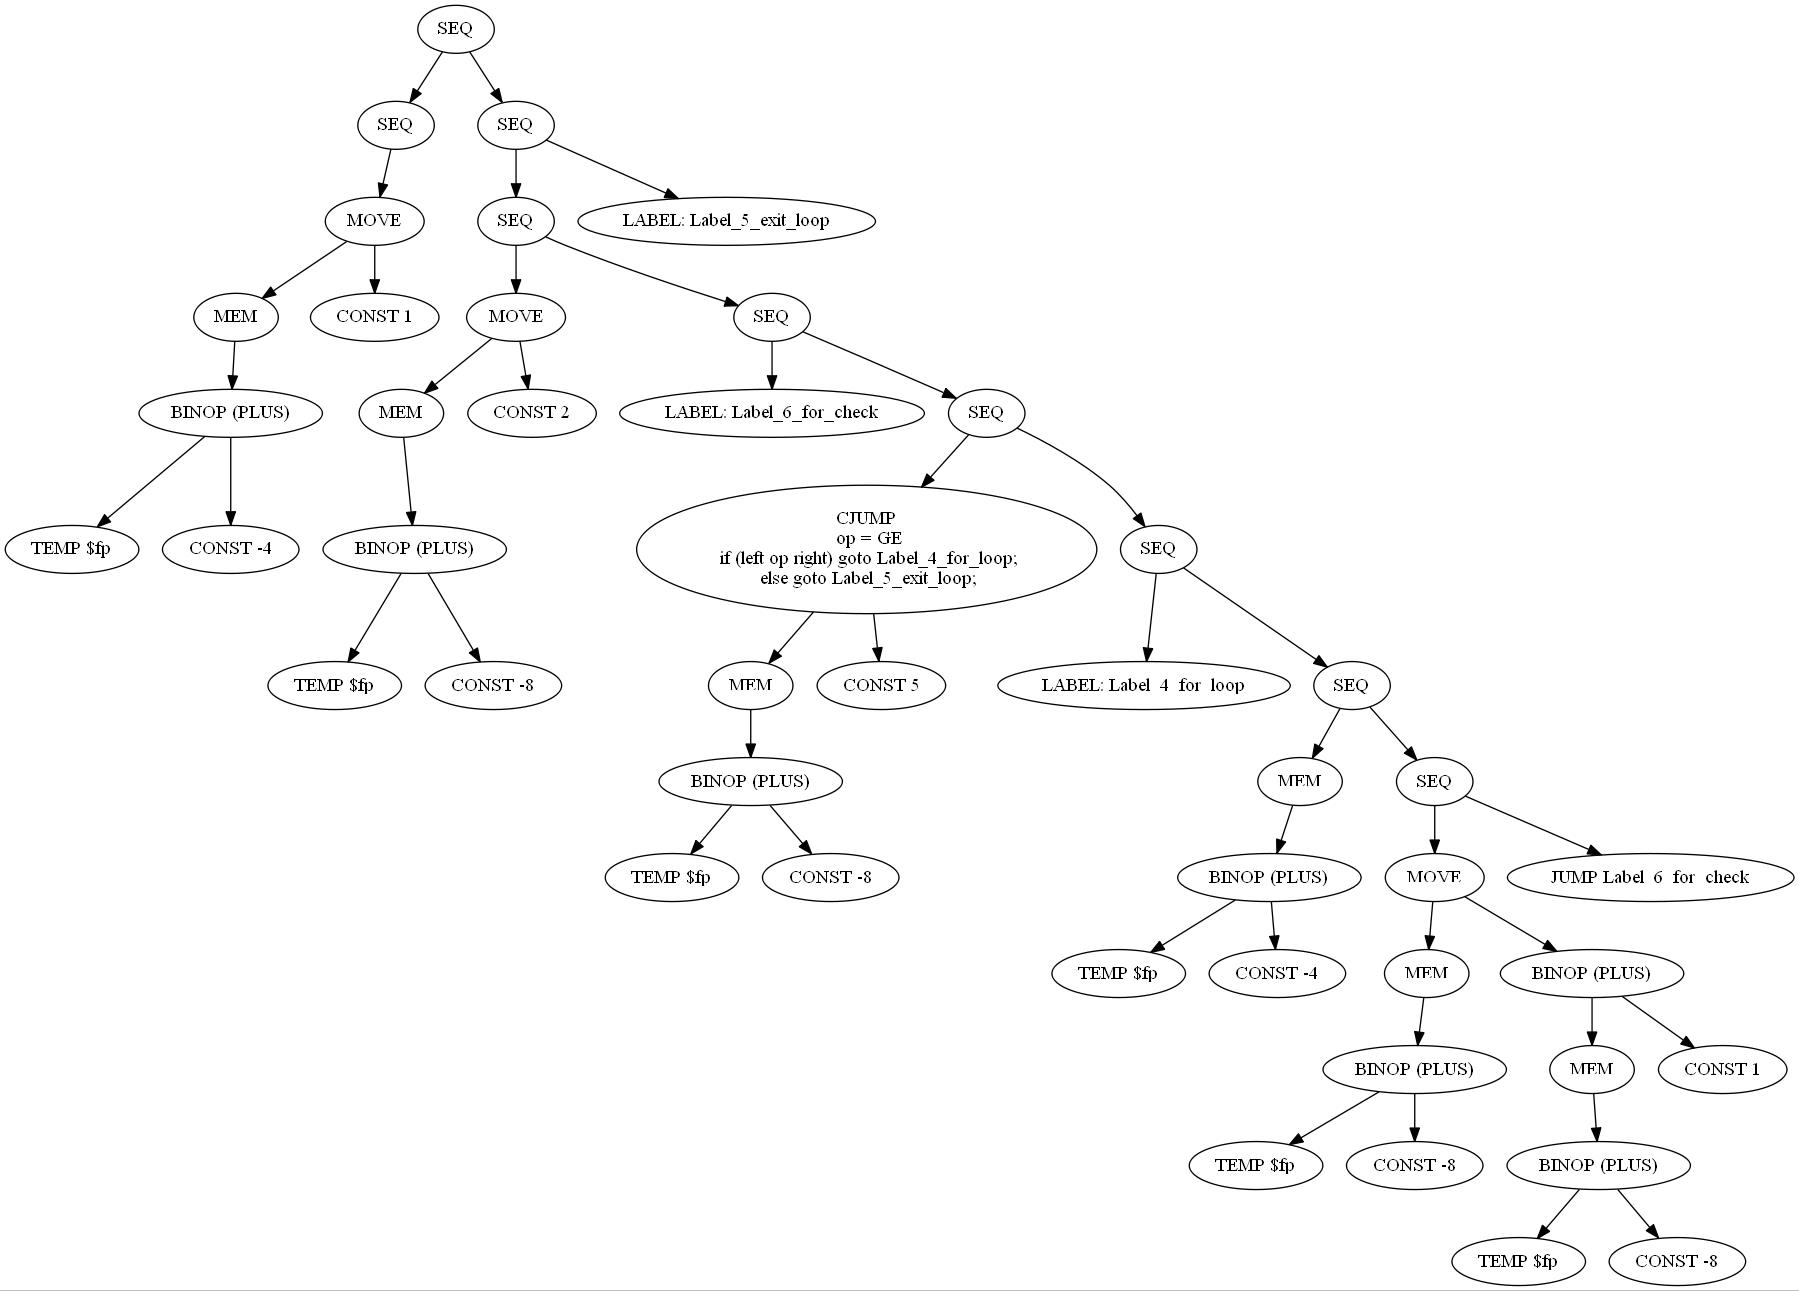 SEQ
SEQ
SEQ
MOVE
SEQ
LABEL: Label_5_exit_loop
MEM
CONST 1
MOVE
SEQ
BINOP (PLUS)
MEM
CONST 2
LABEL: Label_6_for_check
SEQ
TEMP $fp
CONST -4
BINOP (PLUS)
CJUMP
op = GE
if (left op right) goto Label_4_for_loop;
else goto Label_5_exit_loop;
SEQ
TEMP $fp
CONST -8
MEM
CONST 5
LABEL: Label_4_for_loop
SEQ
BINOP (PLUS)
MEM
SEQ
TEMP $fp
CONST -8
BINOP (PLUS)
MOVE
JUMP Label_6_for_check
TEMP $fp
CONST -4
MEM
BINOP (PLUS)
BINOP (PLUS)
MEM
CONST 1
TEMP $fp
CONST -8
BINOP (PLUS)
TEMP $fp
CONST -8